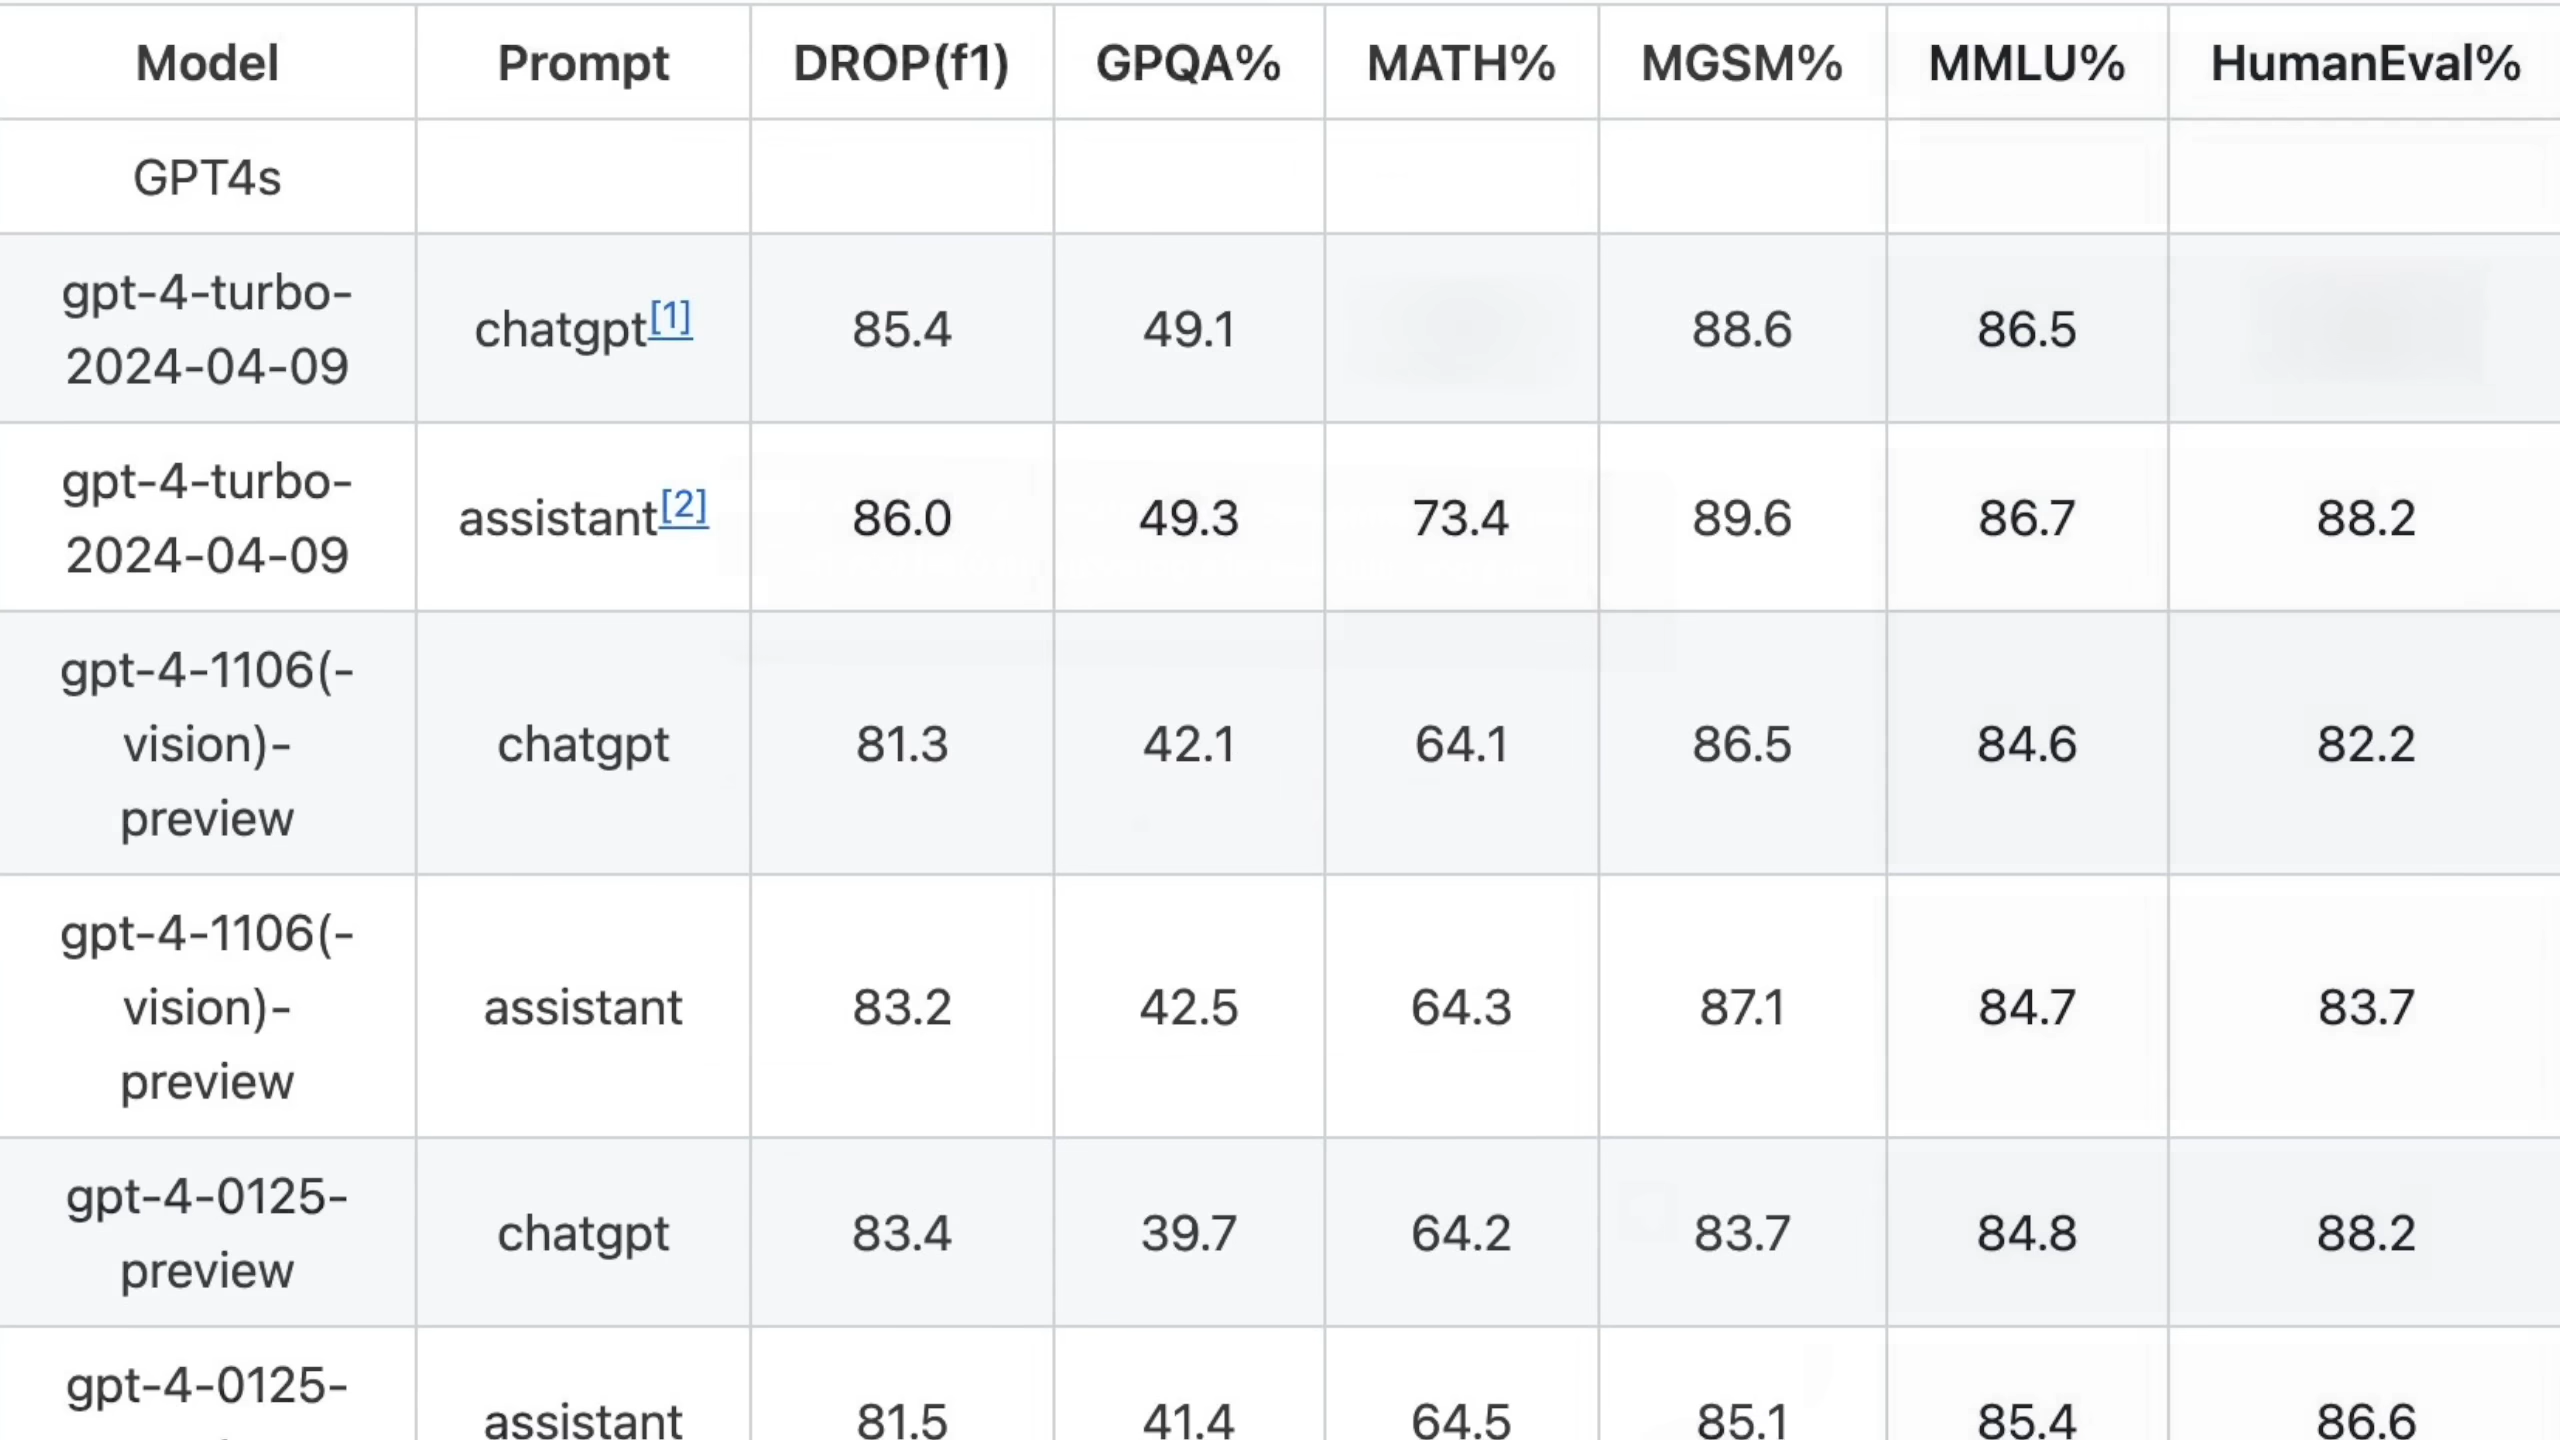 Model Prompt DROP(f1) GPQA% MATH% MGSM% MMLU% HumanEval%
GPT4s
gpt-4-turbo-
2024-04-09 chatgpt[1] 85.4 49.1 88.6 86.5
gpt-4-turbo-
2024-04-09 assistant[2] 86.0 49.3 73.4 89.6 86.7 88.2
gpt-4-1106(-
vision)- chatgpt 81.3 42.1 64.1 86.5 84.6 82.2
preview
gpt-4-1106(-
vision)- assistant 83.2 42.5 64.3 87.1 84.7 83.7
preview
gpt-4-0125-
preview chatgpt 83.4 39.7 64.2 83.7 84.8 88.2
gpt-4-0125-
assistant 81.5 41.4 64.5 85.1 85.4 86.6